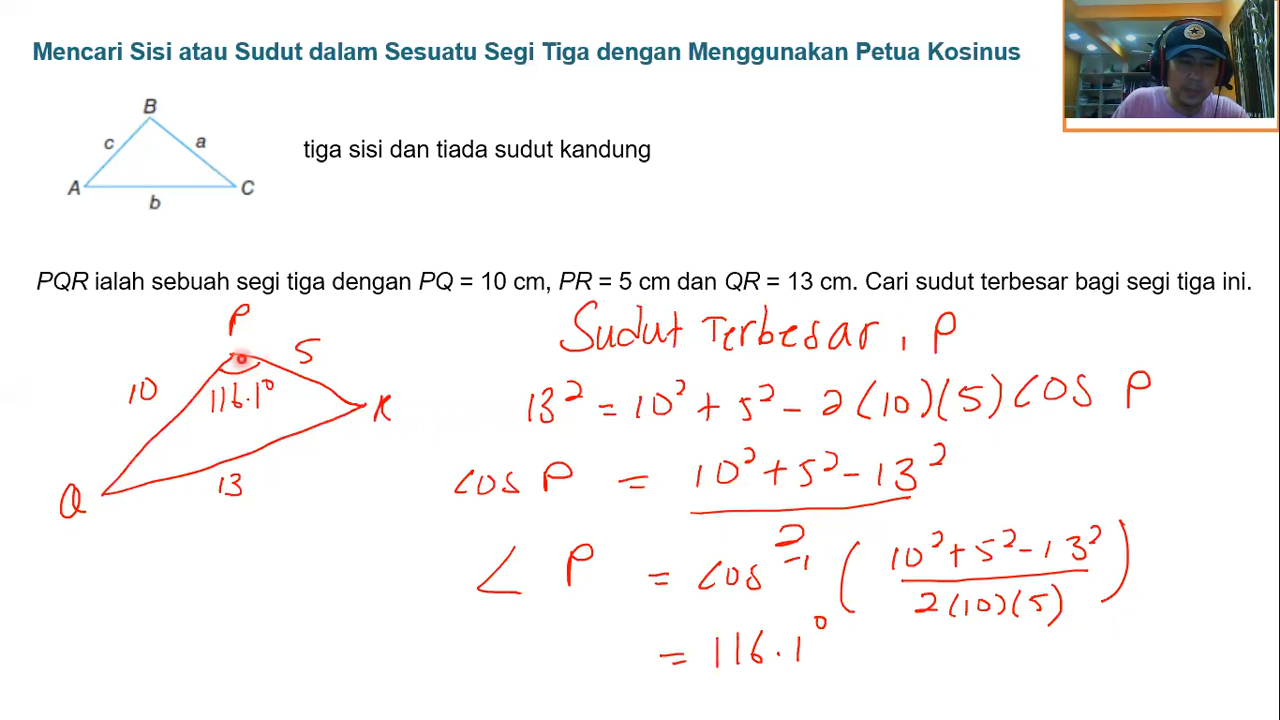 Mencari Sisi atau Sudut dalam Sesuatu Segi Tiga dengan Menggunakan Petua Kosinus
B
c
a
A
C
b
tiga sisi dan tiada sudut kandung
PQR ialah sebuah segi tiga dengan PQ = 10 cm, PR = 5 cm dan QR = 13 cm. Cari sudut terbesar bagi segi tiga ini.
P
5
10
116.1°
R
13
Q
Sudut Terbesar, P
13² = 10² + 5² - 2(10)(5) cos P
cos P = 10² + 5² - 13²
2
∠ P = cos⁻¹ ( 10² + 5² - 13² / 2(10)(5) )
= 116.1°